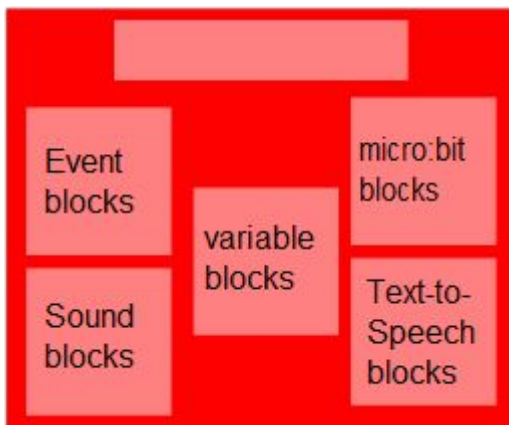 Event
blocks
micro:bit
blocks
variable
blocks
Sound
blocks
Text-to-
Speech
blocks